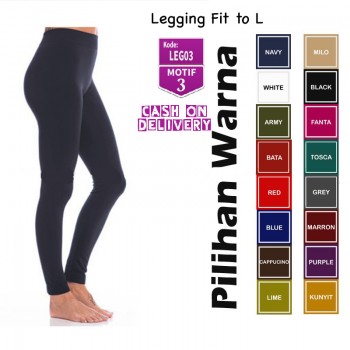 Legging Fit to L
Kode:
LEG03
MOTIF
3
CASH ON
DELIVERY
Pilihan Warna
NAVY
MILO
WHITE
BLACK
ARMY
FANTA
BATA
TOSCA
RED
GREY
BLUE
MARRON
CAPPUCINO
PURPLE
LIME
KUNYIT